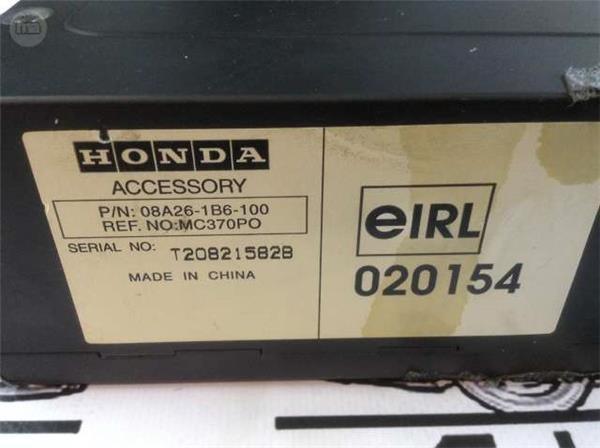 HONDA
ACCESSORY
P/N: 08A26-1B6-100
REF. NO:MC370PO
SERIAL NO: T20821582B
MADE IN CHINA
eIRL
020154